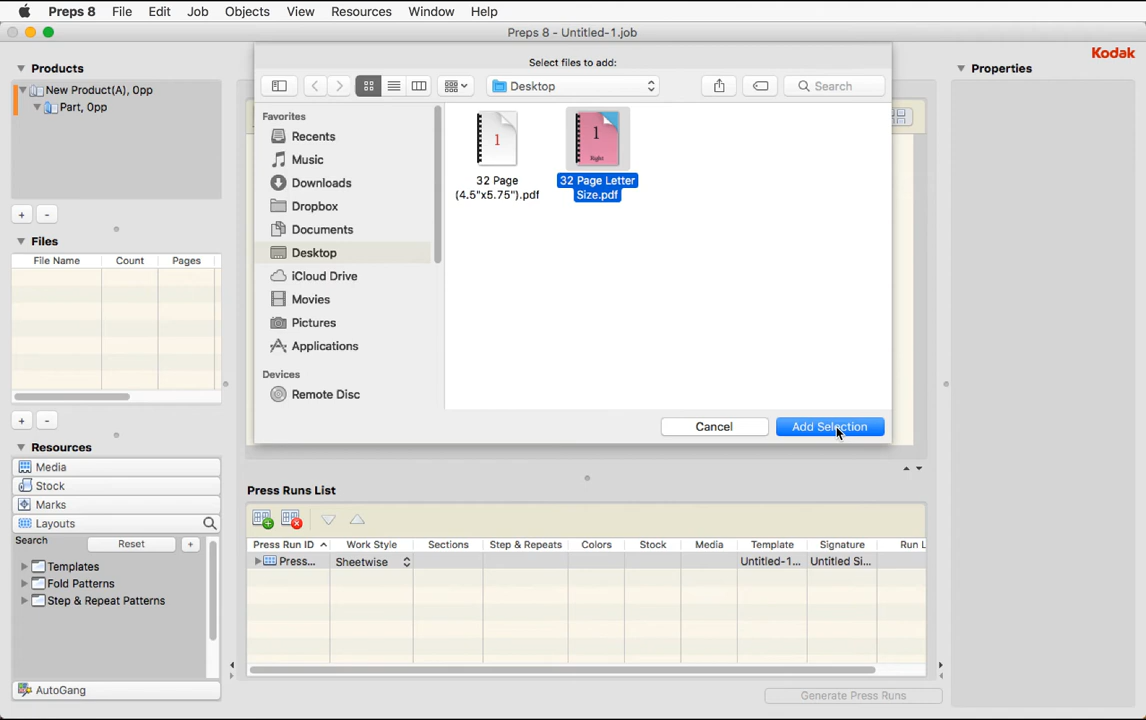 Preps 8 File Edit Job Objects View Resources Window Help
Preps 8 - Untitled-1.job
Kodak
Products
New Product(A), 0pp
Part, 0pp
+ -
Files
File Name Count Pages
+ -
Resources
Media
Stock
Marks
Layouts
Search Reset +
Templates
Fold Patterns
Step & Repeat Patterns
AutoGang
Select files to add:
Desktop
Search
Favorites
Recents
Music
Downloads
Dropbox
Documents
Desktop
iCloud Drive
Movies
Pictures
Applications
Devices
Remote Disc
1
32 Page
(4.5"x5.75").pdf
1
Right
32 Page Letter
Size.pdf
Cancel Add Selection
Press Runs List
Press Run ID Work Style Sections Step & Repeats Colors Stock Media Template Signature Run L
Press... Sheetwise Untitled-1... Untitled Si...
Generate Press Runs
Properties